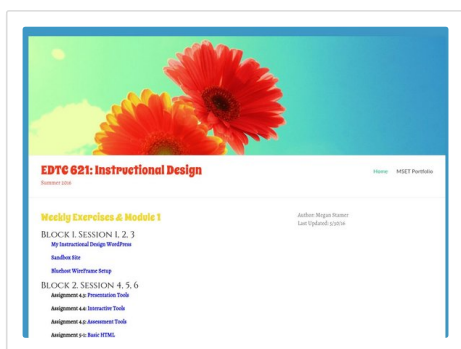 EDTC 621: Instructional Design
Summer 2016
Home MSET Portfolio
Weekly Exercises & Module 1
Author: Megan Hamer
Last Updated: 5/31/16
Block 1. Session 1, 2, 3
My Instructional Design WordPress
Sandbox Site
Bluehost WireFrame Setup
Block 2. Session 4, 5, 6
Assignment 4.3: Presentation Tools
Assignment 4.4: Interactive Tools
Assignment 4.5: Assessment Tools
Assignment 5-1: Basic HTML